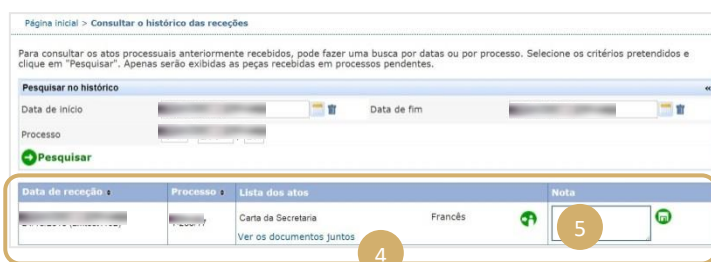 Página inicial > Consultar o histórico das receções
Para consultar os atos processuais anteriormente recebidos, pode fazer uma busca por datas ou por processo. Selecione os critérios pretendidos e
clique em "Pesquisar". Apenas serão exibidas as peças recebidas em processos pendentes.
Pesquisar no histórico «
Data de início Data de fim
Processo
Pesquisar
Data de receção Processo Lista dos atos Nota
Carta da Secretaria Francês
Ver os documentos juntos
5
4